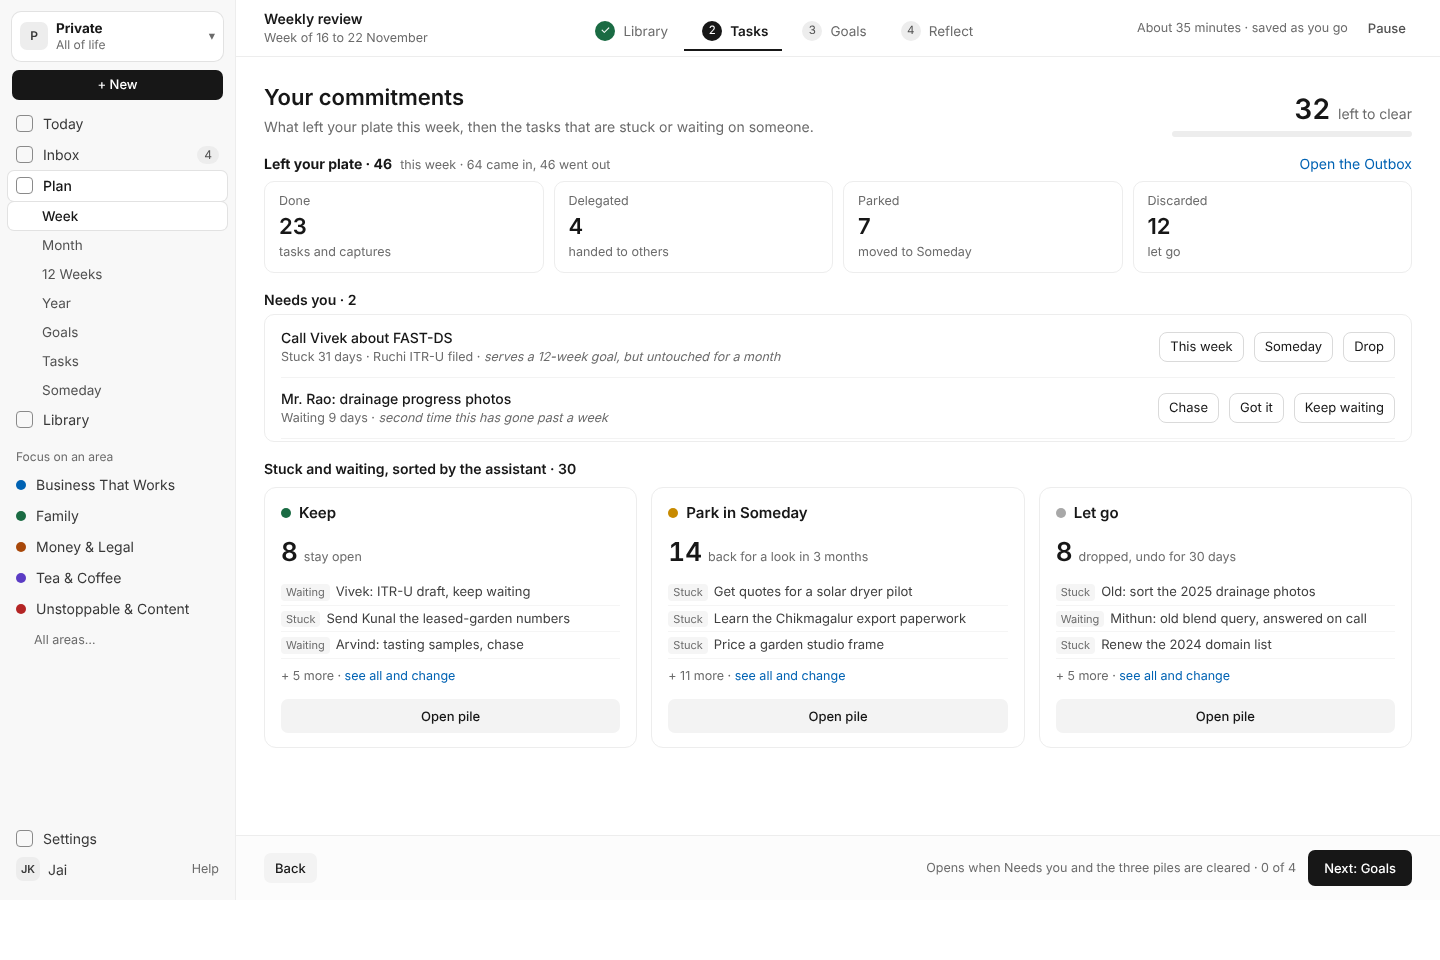 P
Private
All of life
▾
+ New
Today
Inbox 4
Plan
Week
Month
12 Weeks
Year
Goals
Tasks
Someday
Library
Focus on an area
Business That Works
Family
Money & Legal
Tea & Coffee
Unstoppable & Content
All areas...
Settings
JK Jai Help
Weekly review
Week of 16 to 22 November
✓ Library
2 Tasks
3 Goals
4 Reflect
About 35 minutes · saved as you go
Pause
Your commitments
What left your plate this week, then the tasks that are stuck or waiting on someone.
32 left to clear
Left your plate · 46 this week · 64 came in, 46 went out
Open the Outbox
Done
23
tasks and captures
Delegated
4
handed to others
Parked
7
moved to Someday
Discarded
12
let go
Needs you · 2
Call Vivek about FAST-DS
Stuck 31 days · Ruchi ITR-U filed · serves a 12-week goal, but untouched for a month
This week Someday Drop
Mr. Rao: drainage progress photos
Waiting 9 days · second time this has gone past a week
Chase Got it Keep waiting
Stuck and waiting, sorted by the assistant · 30
Keep
8 stay open
Waiting Vivek: ITR-U draft, keep waiting
Stuck Send Kunal the leased-garden numbers
Waiting Arvind: tasting samples, chase
+ 5 more · see all and change
Open pile
Park in Someday
14 back for a look in 3 months
Stuck Get quotes for a solar dryer pilot
Stuck Learn the Chikmagalur export paperwork
Stuck Price a garden studio frame
+ 11 more · see all and change
Open pile
Let go
8 dropped, undo for 30 days
Stuck Old: sort the 2025 drainage photos
Waiting Mithun: old blend query, answered on call
Stuck Renew the 2024 domain list
+ 5 more · see all and change
Open pile
Back
Opens when Needs you and the three piles are cleared · 0 of 4
Next: Goals